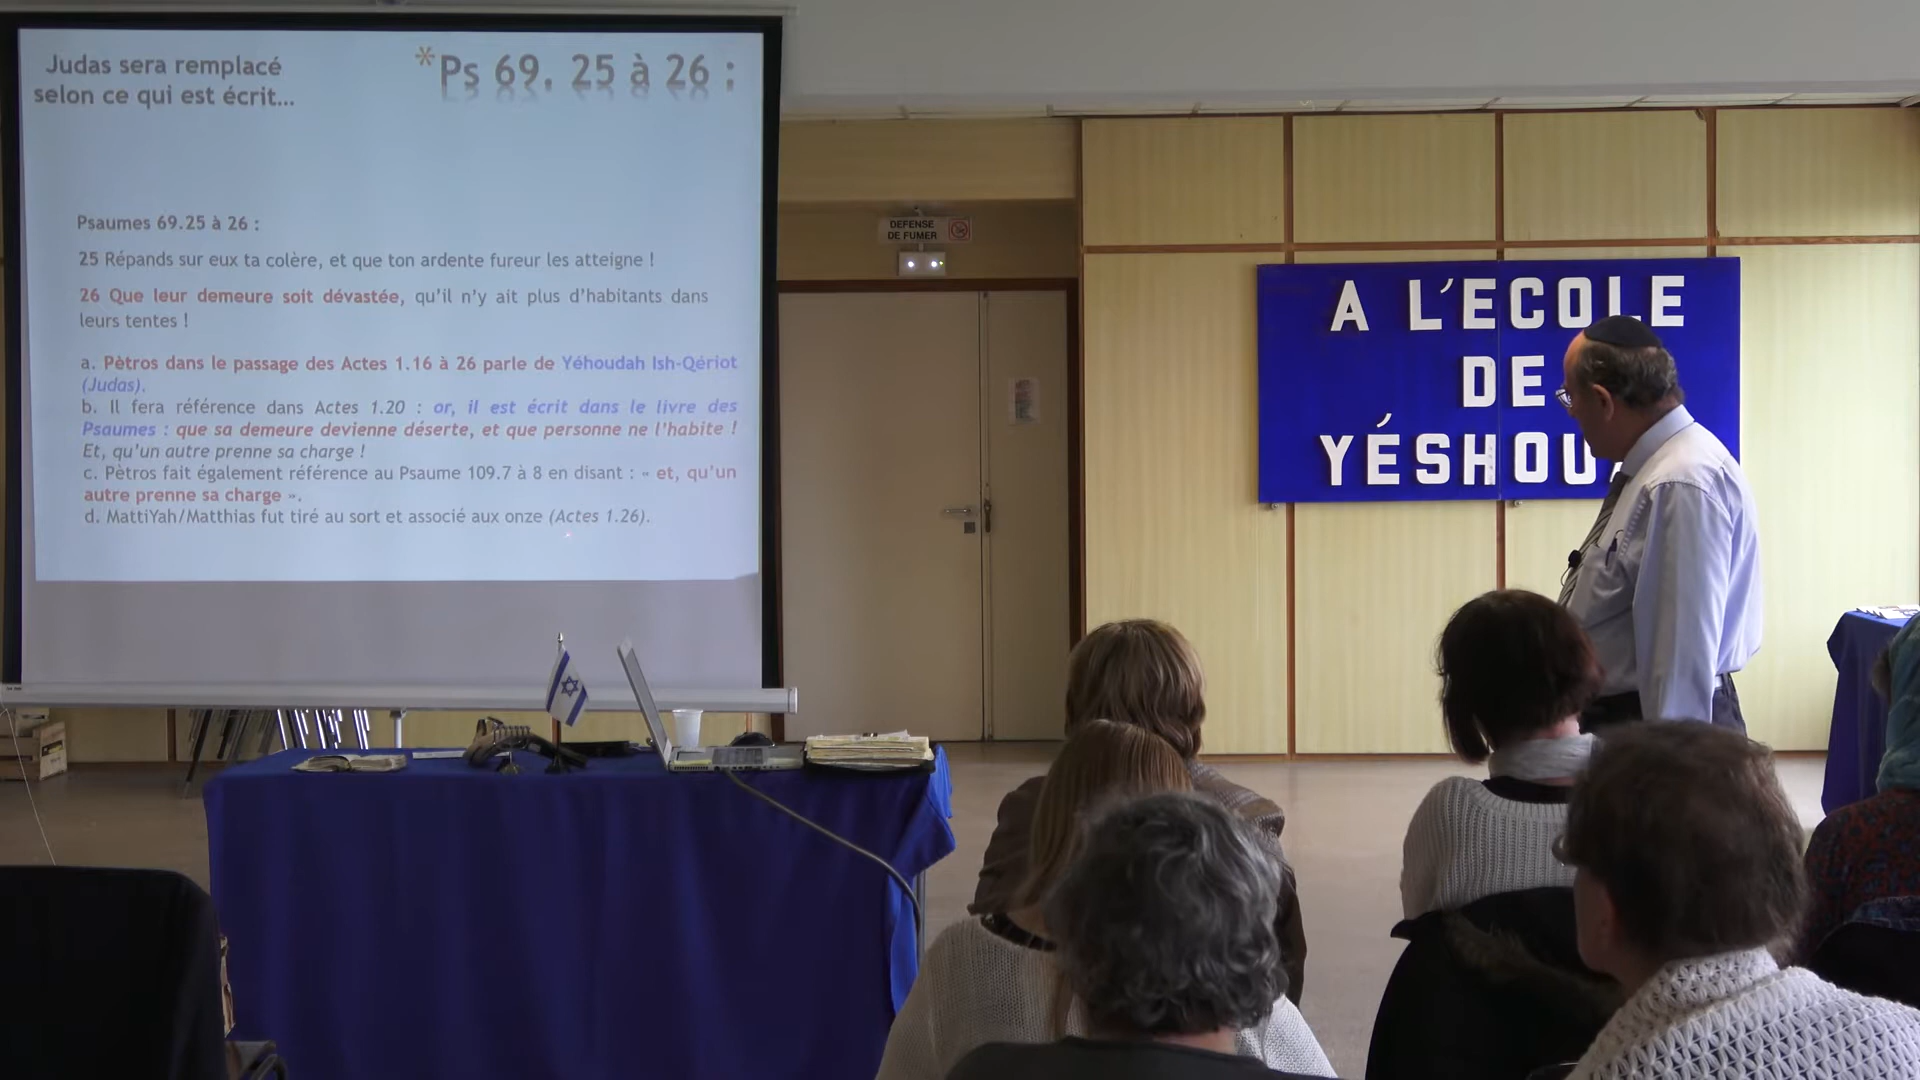 Judas sera remplacé
selon ce qui est écrit...
*Ps 69. 25 à 26 :
Psaumes 69.25 à 26 :
25 Répands sur eux ta colère, et que ton ardente fureur les atteigne !
26 Que leur demeure soit dévastée, qu'il n'y ait plus d'habitants dans
leurs tentes !
a. Pètros dans le passage des Actes 1.16 à 26 parle de Yéhoudah Ish-Qériot
(Judas).
b. Il fera référence dans Actes 1.20 : or, il est écrit dans le livre des
Psaumes : que sa demeure devienne déserte, et que personne ne l'habite !
Et, qu'un autre prenne sa charge !
c. Pètros fait également référence au Psaume 109.7 à 8 en disant : « et, qu'un
autre prenne sa charge ».
d. MattiYah/Matthias fut tiré au sort et associé aux onze (Actes 1.26).
DEFENSE
DE FUMER
A L'ECOLE
DE
YÉSHOU